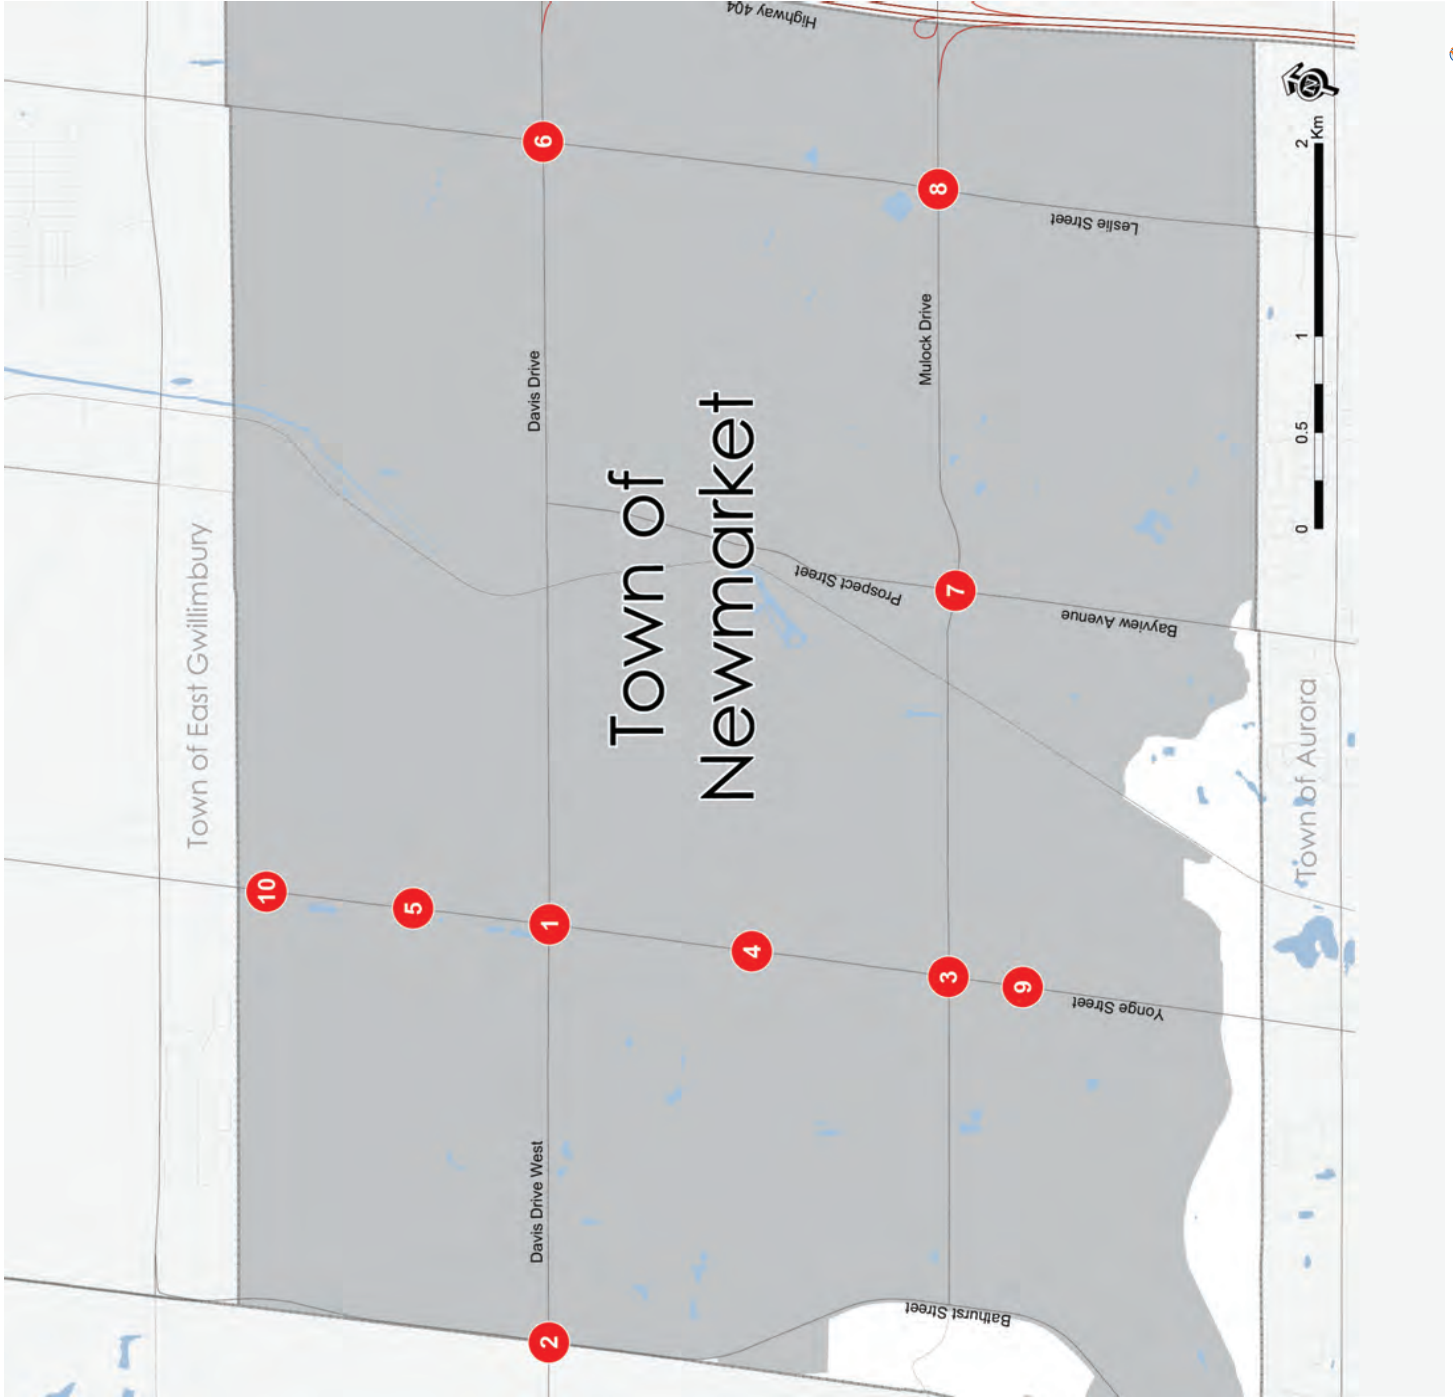 Town of East Gwillimbury
10
5
Davis Drive West
Davis Drive
2
1
6
Town of
Newmarket
Highway 404
4
Prospect Street
Mulock Drive
3
7
8
Bathurst Street
9
Yonge Street
Bayview Avenue
Leslie Street
Town of Aurora
0 0.5 1 2
Km
N